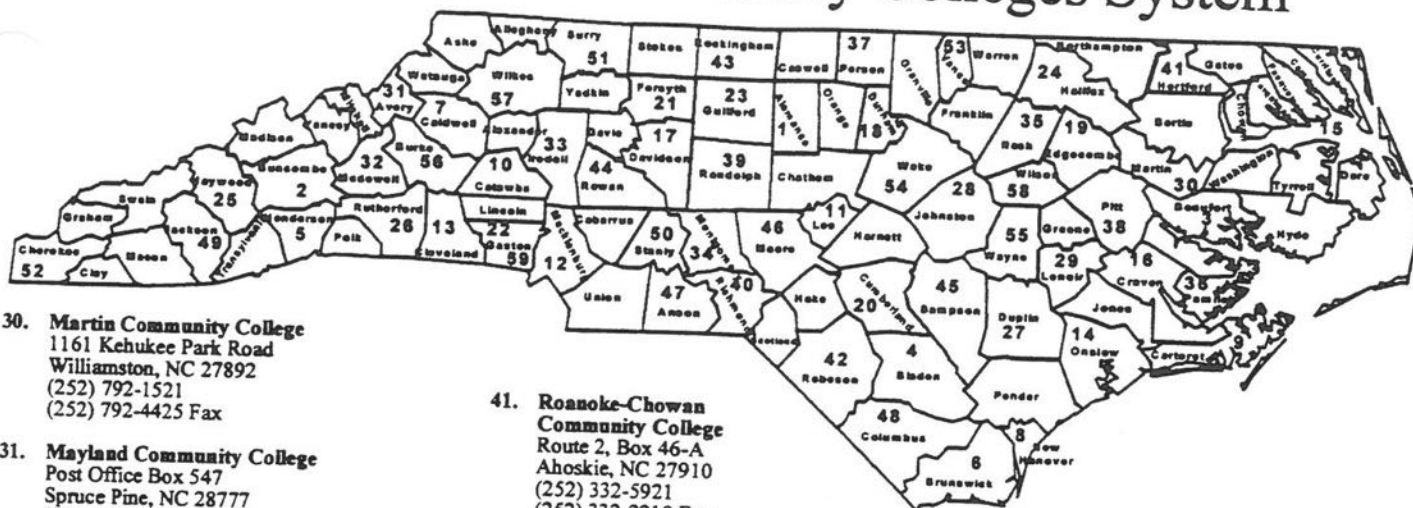 Colleges System
Ashe
Alleghany
Surry
51
Stokes
Rockingham
43
Caswell
37
Person
Granville
53
Vance
Warren
Northampton
24
Halifax
41
Hertford
Gates
Watauga
Wilkes
57
Yadkin
Forsyth
21
23
Guilford
Alamance
1
Orange
Durham
18
Franklin
35
Nash
19
Edgecombe
Bertie
15
31
Avery
7
Caldwell
Alexander
33
Iredell
Davie
17
Davidson
Madison
Yancey
Burke
56
32
McDowell
10
Catawba
44
Rowan
39
Randolph
Chatham
Wake
54
28
Johnston
Wilson
58
Martin
30
Washington
Tyrrell
Dare
Buncombe
2
Haywood
25
Swain
Graham
Cherokee
52
Clay
Macon
Jackson
49
Transylvania
Henderson
5
Polk
Rutherford
26
13
Cleveland
Lincoln
22
Gaston
59
Mecklenburg
12
Cabarrus
50
Stanly
Montgomery
34
46
Moore
11
Lee
Harnett
55
Wayne
Greene
Pitt
38
Beaufort
3
Hyde
Union
47
Anson
40
Richmond
Scotland
Hoke
20
Cumberland
45
Sampson
Duplin
27
29
Lenoir
16
Craven
36
Jones
14
Onslow
Carteret
9
42
Robeson
4
Bladen
Pender
48
Columbus
6
Brunswick
8
New
Hanover
30. Martin Community College
1161 Kehukee Park Road
Williamston, NC 27892
(252) 792-1521
(252) 792-4425 Fax
31. Mayland Community College
Post Office Box 547
Spruce Pine, NC 28777
41. Roanoke-Chowan
Community College
Route 2, Box 46-A
Ahoskie, NC 27910
(252) 332-5921